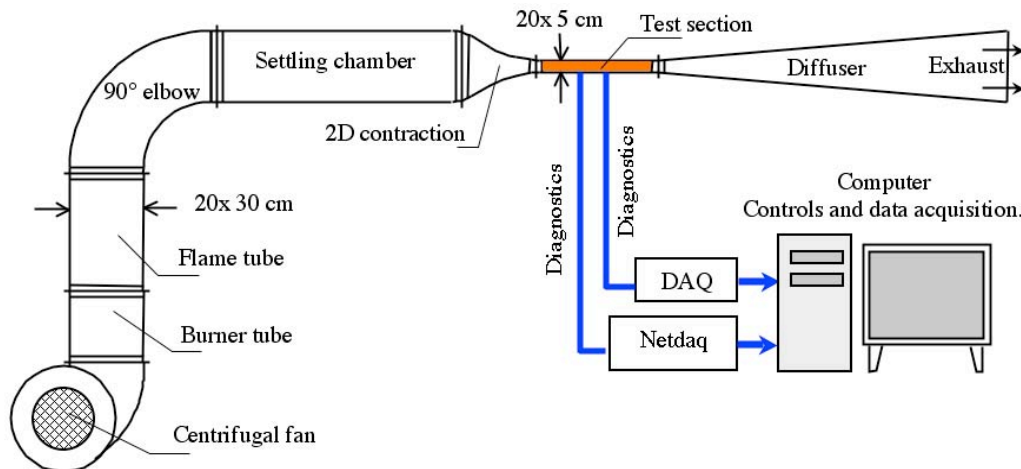 20x 5 cm
Test section
Settling chamber
Diffuser
Exhaust
90° elbow
2D contraction
Diagnostics
Diagnostics
Computer
Controls and data acquisition.
20x 30 cm
Flame tube
DAQ
Burner tube
Netdaq
Centrifugal fan